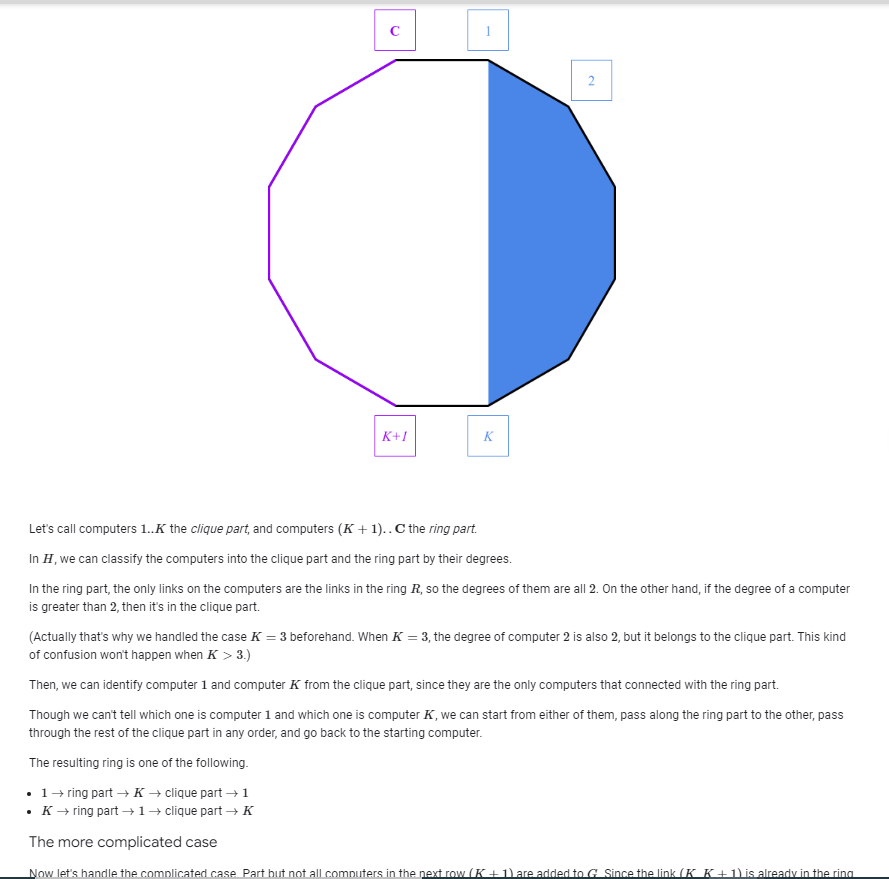 C
1
2
K+1
K
Let's call computers 1..K the clique part, and computers (K + 1)..C the ring part.
In H, we can classify the computers into the clique part and the ring part by their degrees.
In the ring part, the only links on the computers are the links in the ring R, so the degrees of them are all 2. On the other hand, if the degree of a computer
is greater than 2, then it's in the clique part.
(Actually that's why we handled the case K = 3 beforehand. When K = 3, the degree of computer 2 is also 2, but it belongs to the clique part. This kind
of confusion won't happen when K > 3.)
Then, we can identify computer 1 and computer K from the clique part, since they are the only computers that connected with the ring part.
Though we can't tell which one is computer 1 and which one is computer K, we can start from either of them, pass along the ring part to the other, pass
through the rest of the clique part in any order, and go back to the starting computer.
The resulting ring is one of the following.
• 1 → ring part → K → clique part → 1
• K → ring part → 1 → clique part → K
The more complicated case
Now let's handle the complicated case. Part but not all computers in the next row (K + 1) are added to G. Since the link (K, K + 1) is already in the ring